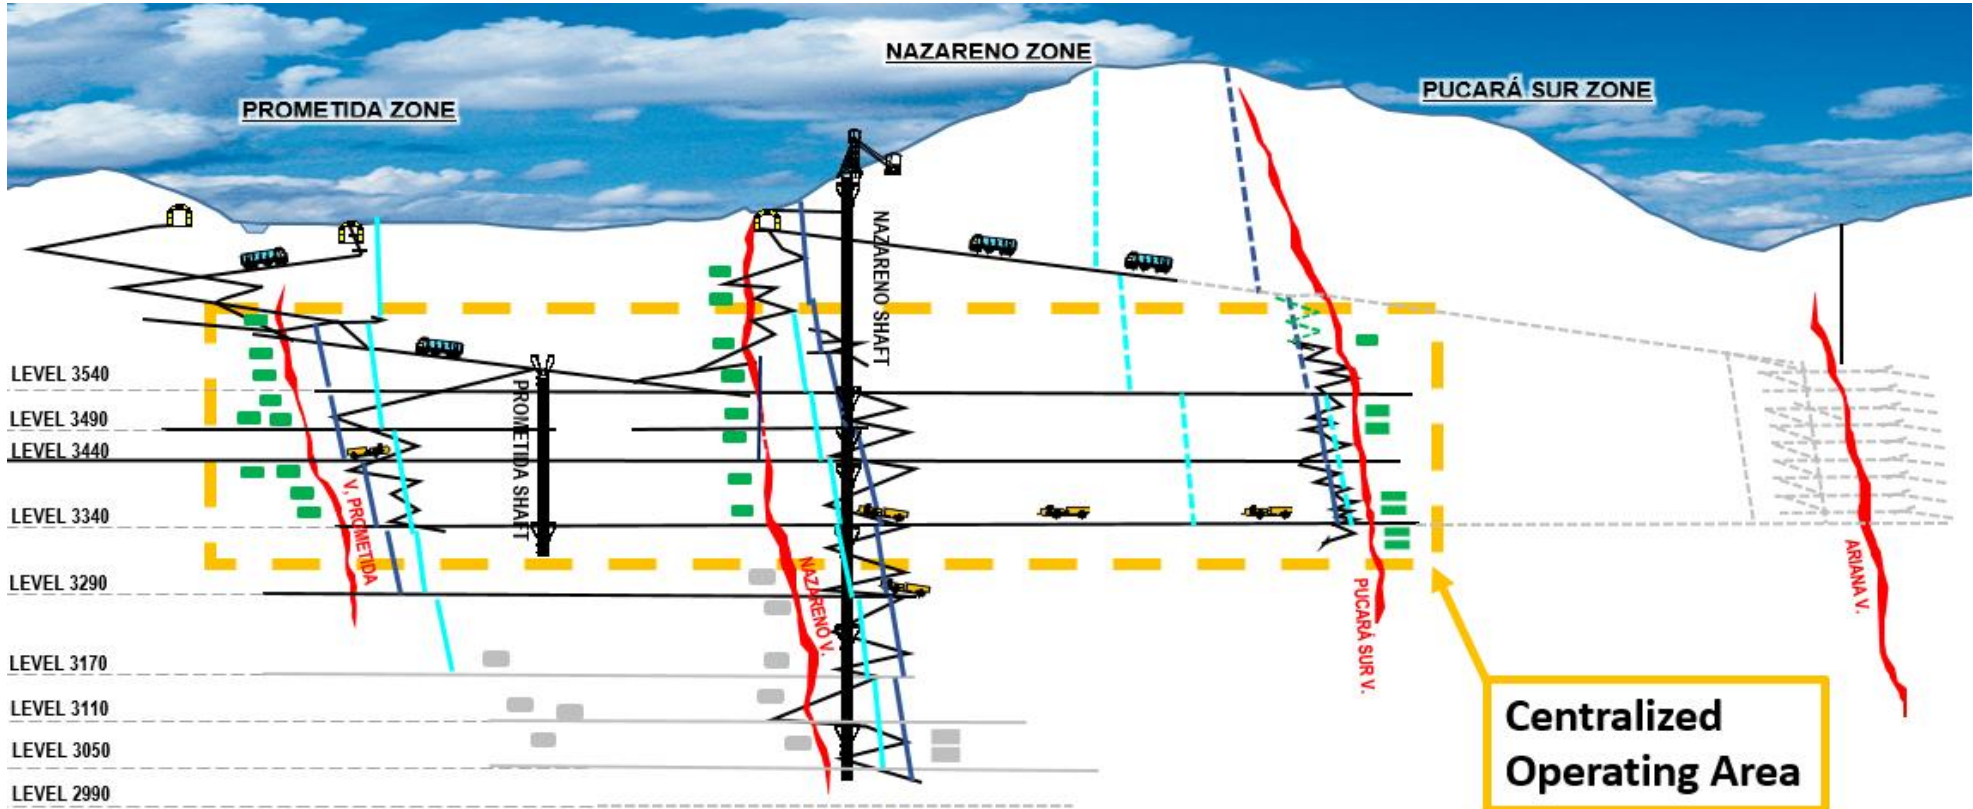 NAZARENO ZONE
PROMETIDA ZONE
PUCARÁ SUR ZONE
NAZARENO SHAFT
PROMETIDA SHAFT
LEVEL 3540
LEVEL 3490
LEVEL 3440
LEVEL 3340
LEVEL 3290
LEVEL 3170
LEVEL 3110
LEVEL 3050
LEVEL 2990
V, PROMETIDA
NAZARENO V.
PUCARÁ SUR V.
ARIANA V.
Centralized
Operating Area